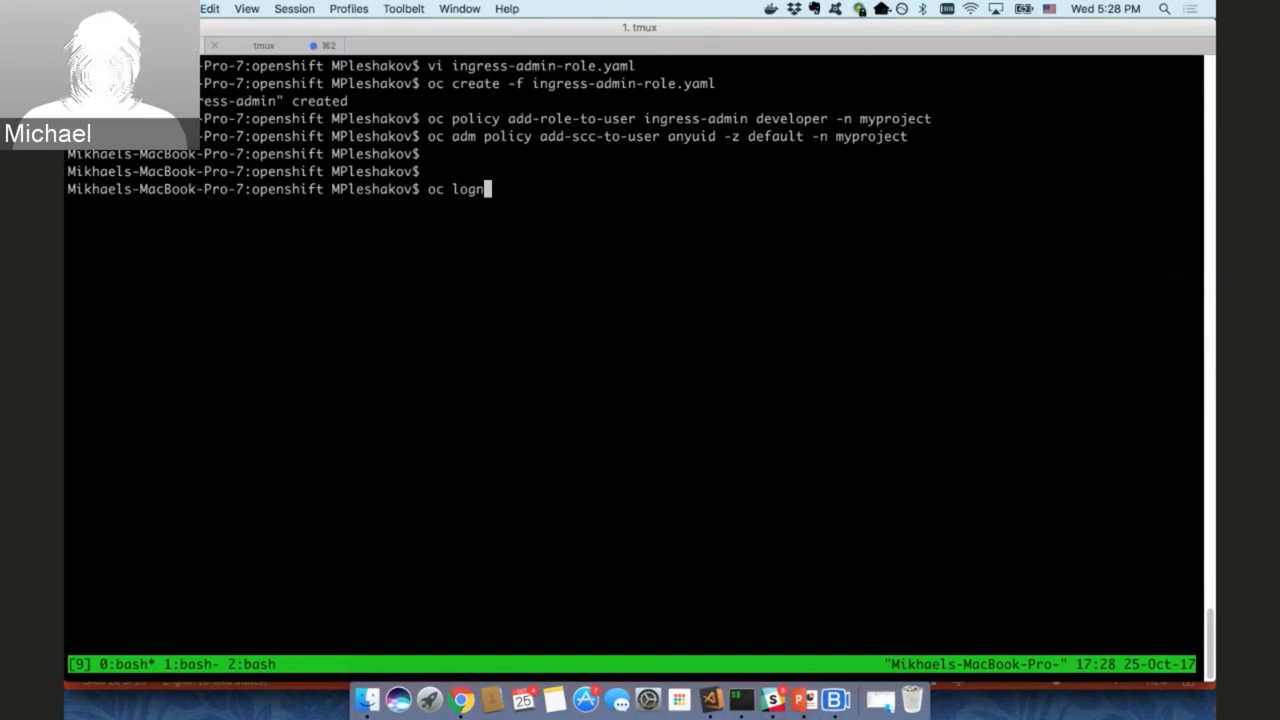 Edit View Session Profiles Toolbelt Window Help Wed 5:28 PM
1. tmux
tmux ⌘2
-Pro-7:openshift MPleshakov$ vi ingress-admin-role.yaml
-Pro-7:openshift MPleshakov$ oc create -f ingress-admin-role.yaml
ress-admin" created
-Pro-7:openshift MPleshakov$ oc policy add-role-to-user ingress-admin developer -n myproject
-Pro-7:openshift MPleshakov$ oc adm policy add-scc-to-user anyuid -z default -n myproject
Michael
Mikhaels-MacBook-Pro-7:openshift MPleshakov$
Mikhaels-MacBook-Pro-7:openshift MPleshakov$
Mikhaels-MacBook-Pro-7:openshift MPleshakov$ oc logn
[9] 0:bash* 1:bash- 2:bash "Mikhaels-MacBook-Pro-" 17:28 25-Oct-17
25